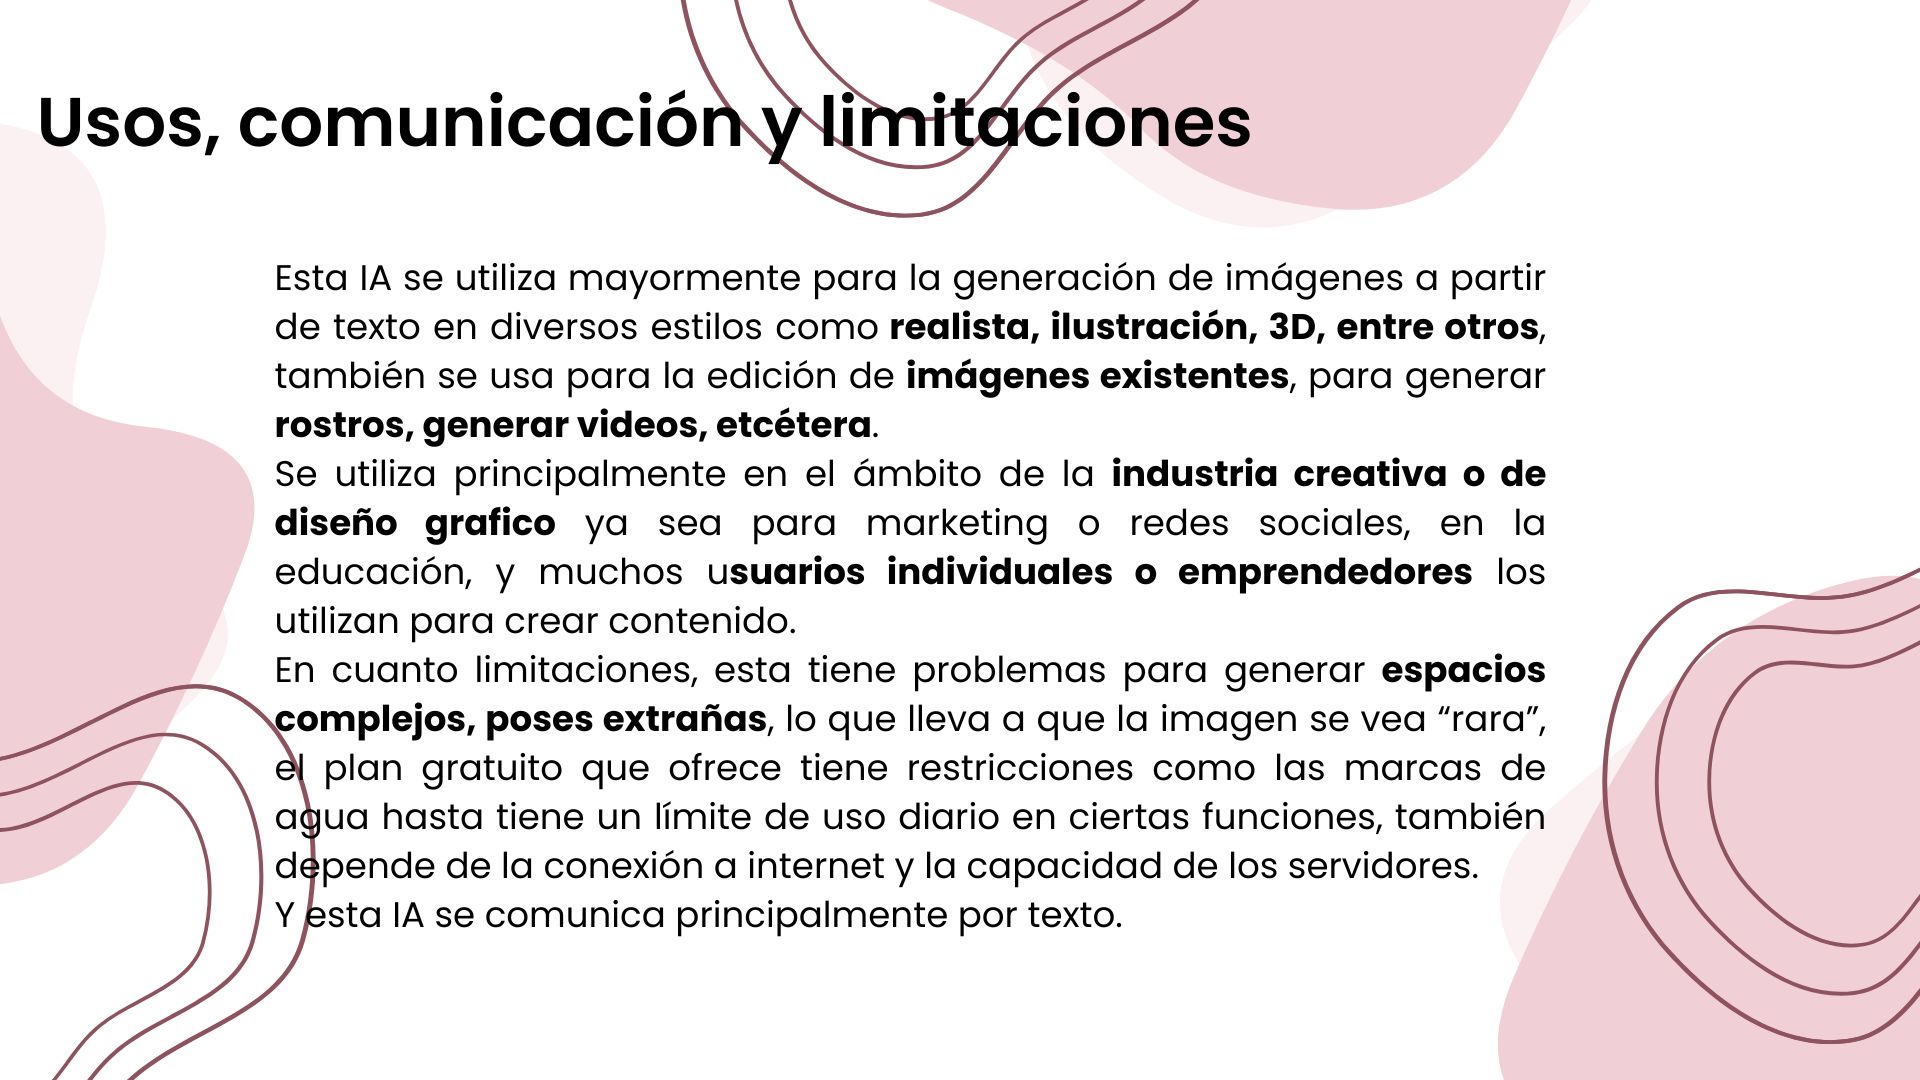 Usos, comunicación y limitaciones
Esta IA se utiliza mayormente para la generación de imágenes a partir
de texto en diversos estilos como realista, ilustración, 3D, entre otros,
también se usa para la edición de imágenes existentes, para generar
rostros, generar videos, etcétera.
Se utiliza principalmente en el ámbito de la industria creativa o de
diseño grafico ya sea para marketing o redes sociales, en la
educación, y muchos usuarios individuales o emprendedores los
utilizan para crear contenido.
En cuanto limitaciones, esta tiene problemas para generar espacios
complejos, poses extrañas, lo que lleva a que la imagen se vea “rara”,
el plan gratuito que ofrece tiene restricciones como las marcas de
agua hasta tiene un límite de uso diario en ciertas funciones, también
depende de la conexión a internet y la capacidad de los servidores.
Y esta IA se comunica principalmente por texto.